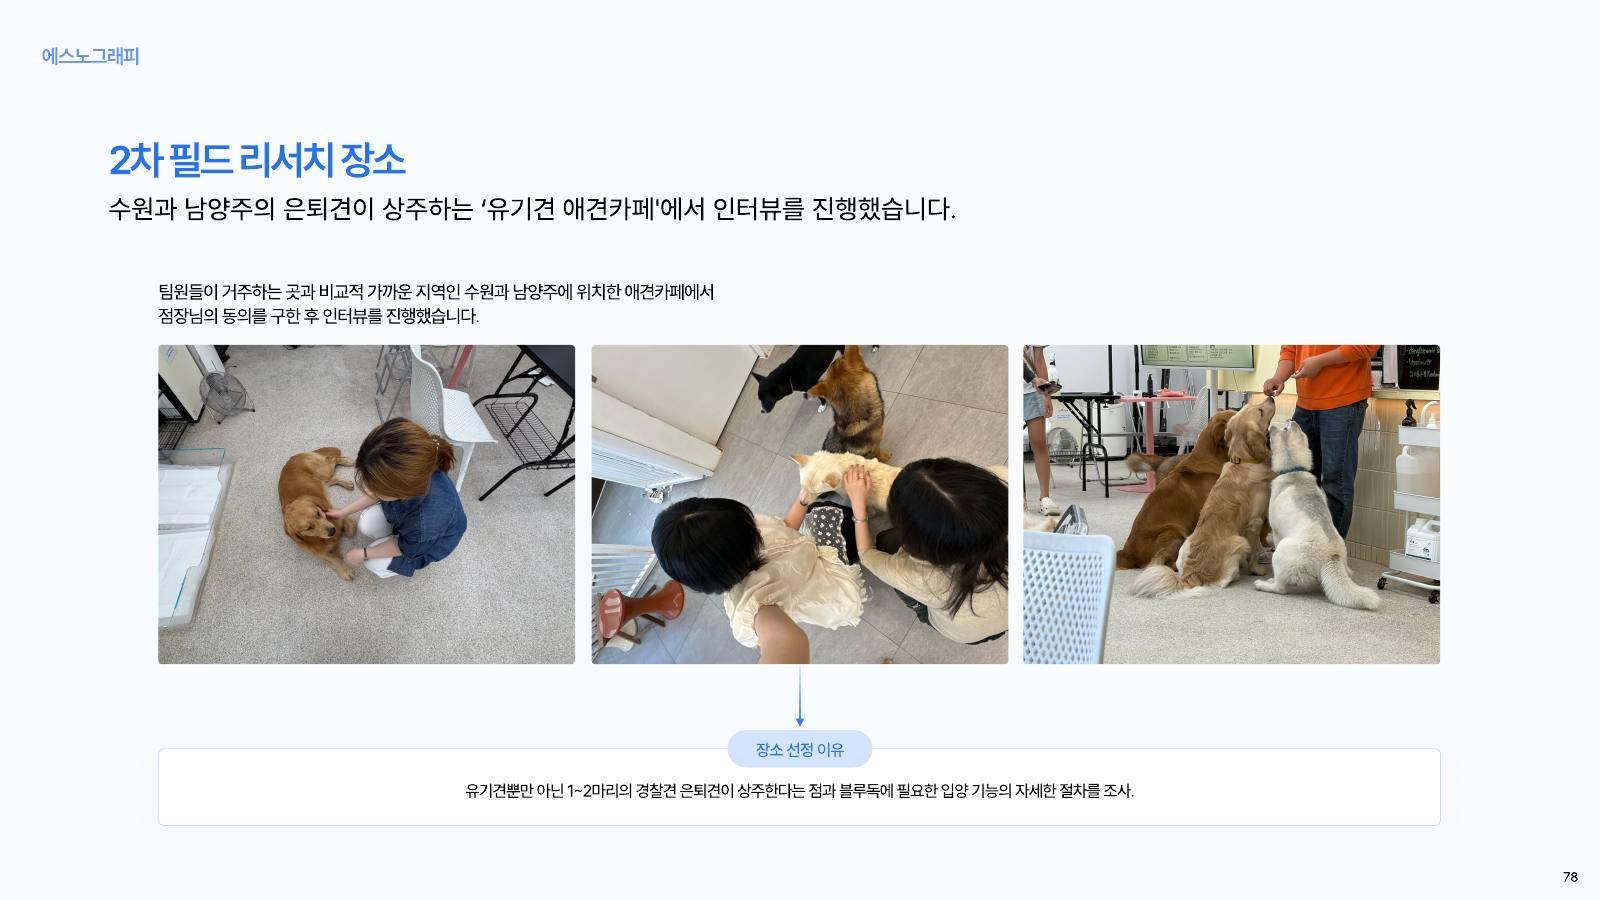 에스노그래피
2차 필드 리서치 장소
수원과 남양주의 은퇴견이 상주하는 ‘유기견 애견카페'에서 인터뷰를 진행했습니다.
팀원들이 거주하는 곳과 비교적 가까운 지역인 수원과 남양주에 위치한 애견카페에서
점장님의 동의를 구한 후 인터뷰를 진행했습니다.
장소 선정 이유
유기견뿐만 아닌 1~2마리의 경찰견 은퇴견이 상주한다는 점과 블루독에 필요한 입양 기능의 자세한 절차를 조사.
78